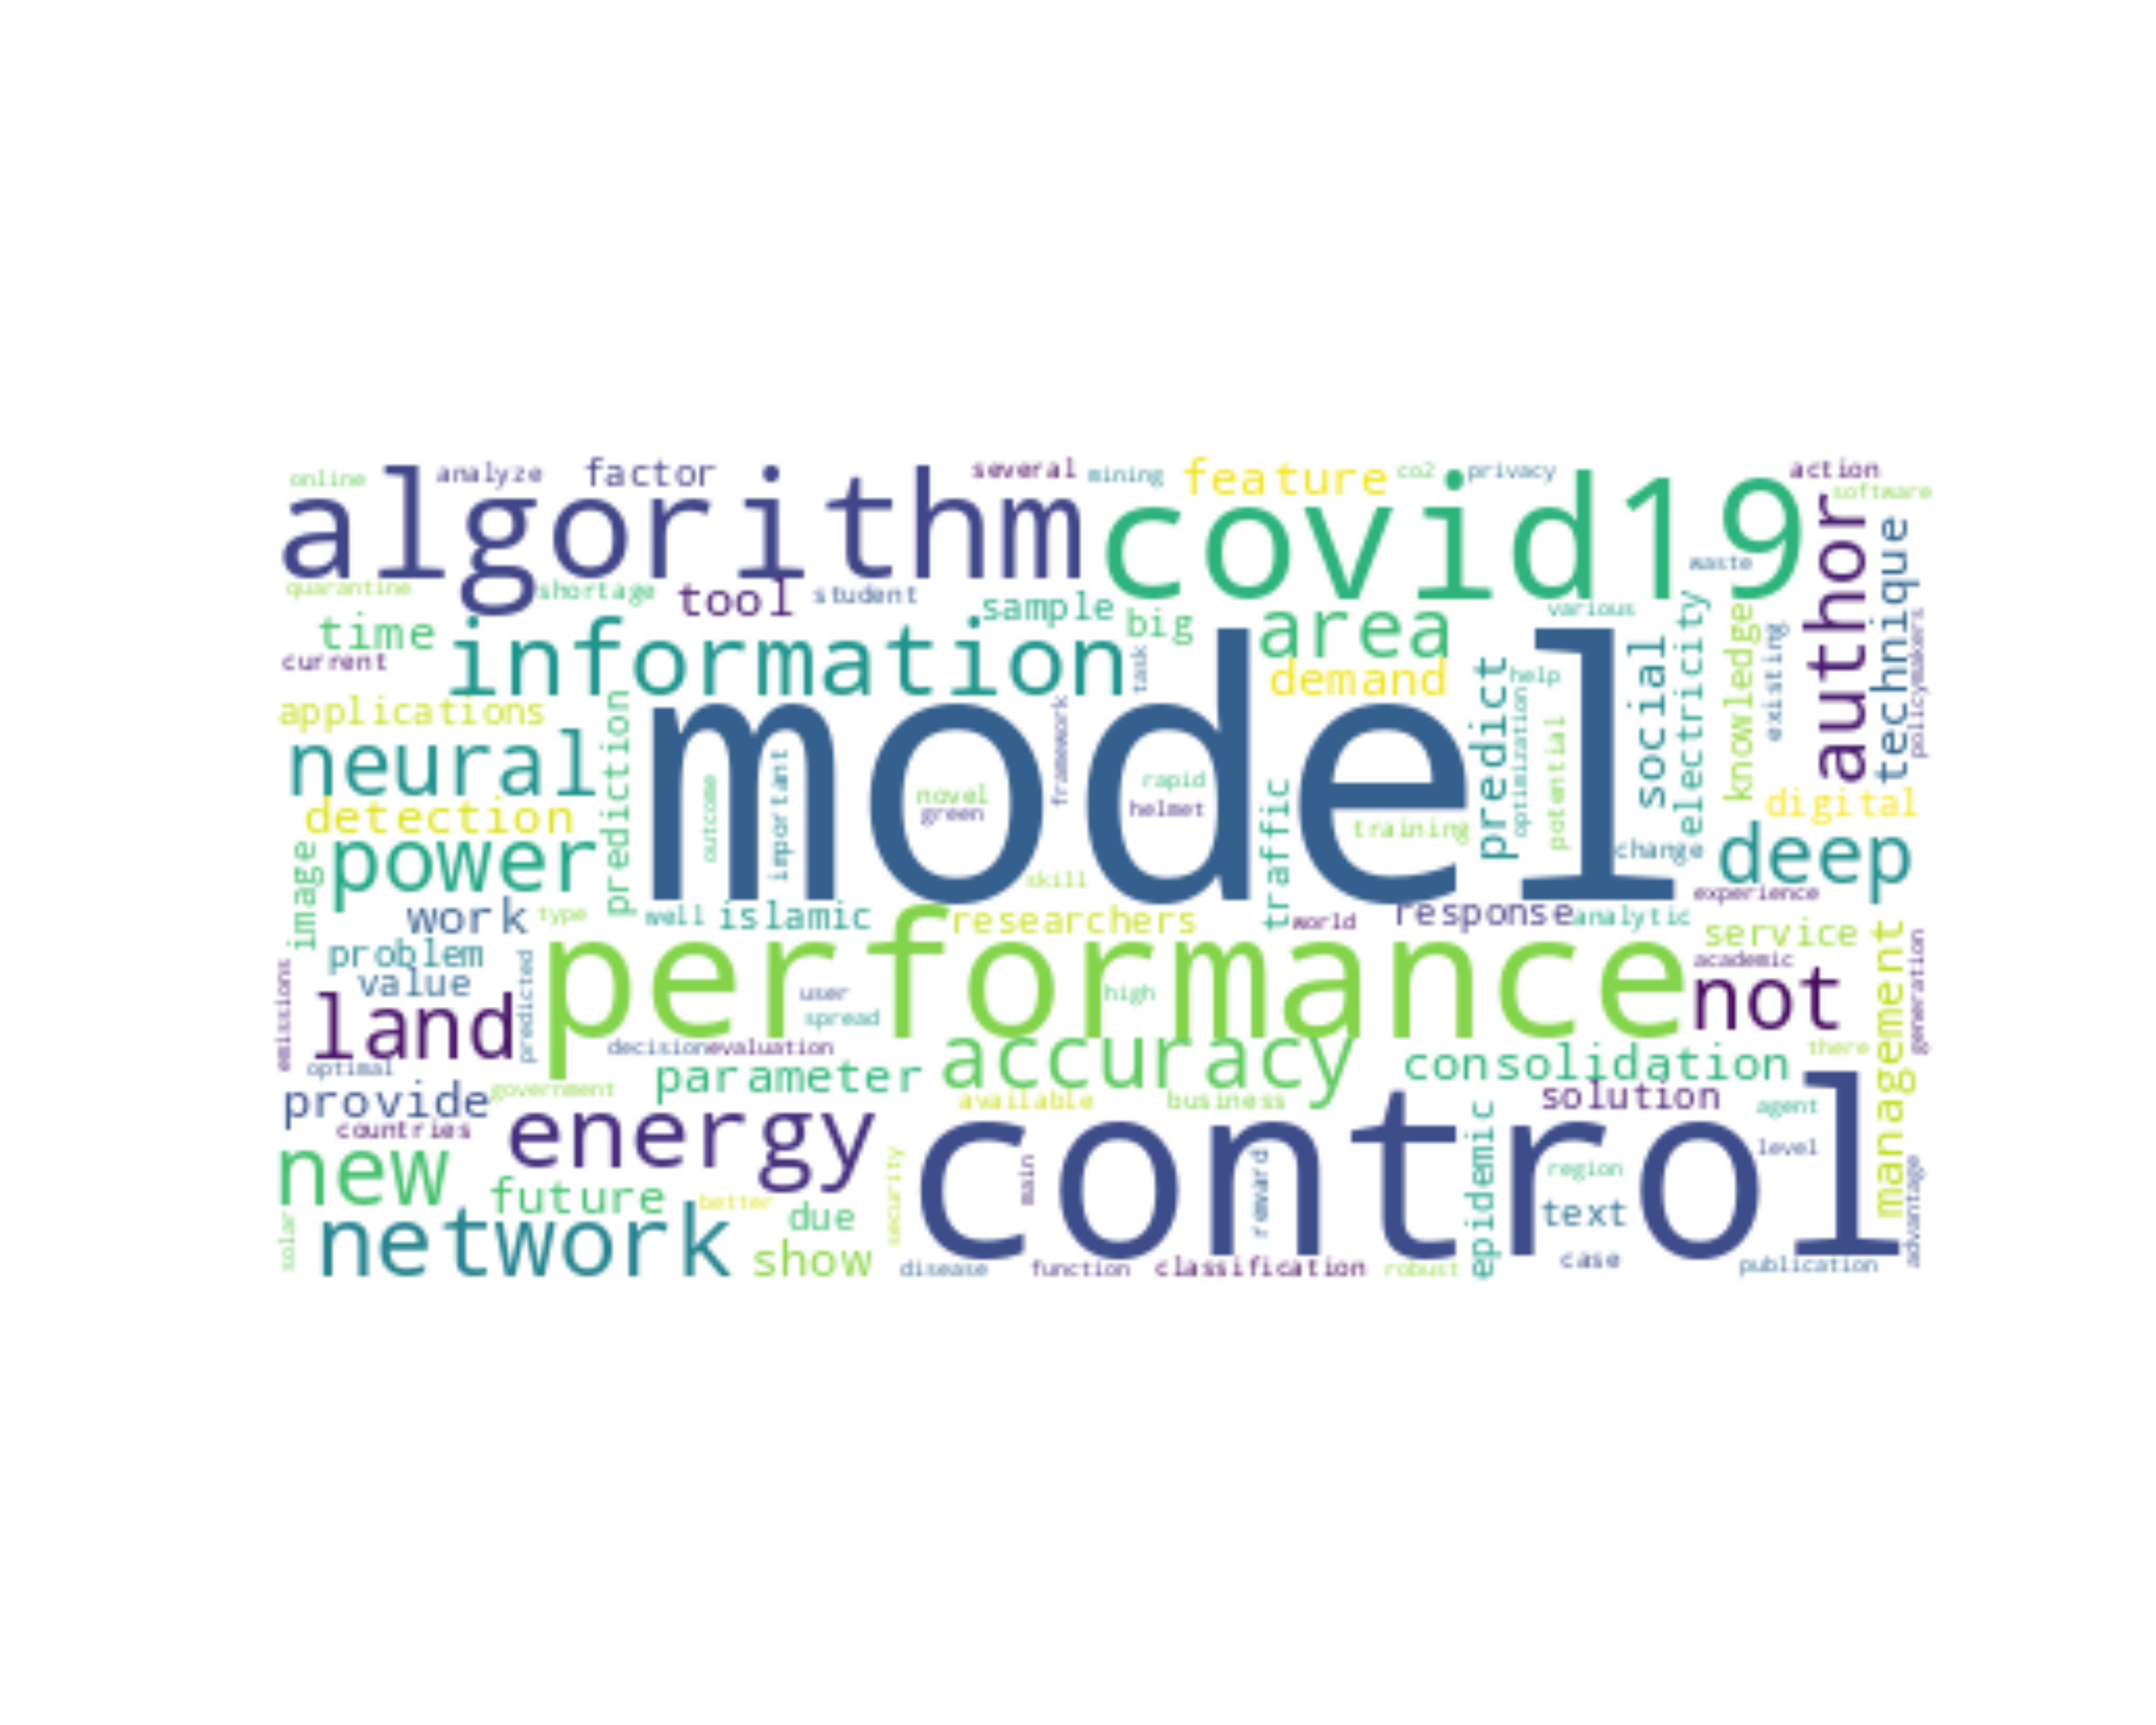 online analyze factor several mining feature co2 privacy action
software
algorithm covid19
author
technique
waste
quarantine shortage tool student sample big area various
time information
current
task
demand
predict
help
social
electricity
knowledge
existing
policymakers
applications
prediction
model
framework
optimization
potential
neural
outcome
important
novel
green
rapid
helmet
traffic
training
digital
detection
power
image
change
deep
skill
experience
work type well islamic researchers world response analytic service
management
generation
problem
value
academic
performance
not
emissions
land
predicted
user
spread
high
decision evaluation
accuracy
consolidation
there
optimal
government
parameter
provide
available business
solution
agent
countries
energy
control
epidemic
level
new
future
better
due
security
main
reward
region
text
advantage
solar
network
show
disease function classification robust case publication